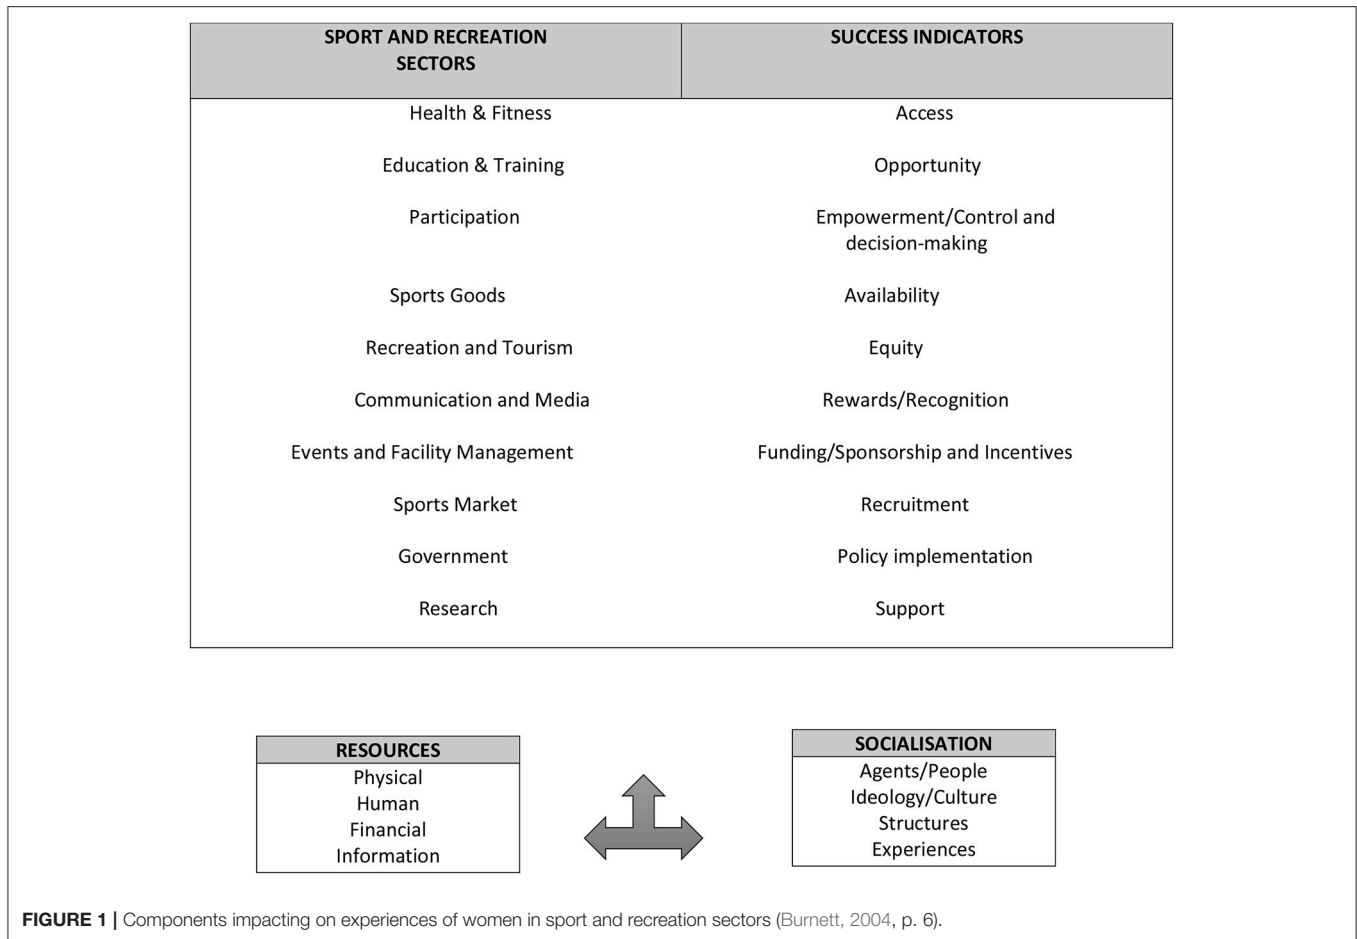 SPORT AND RECREATION
SECTORS
SUCCESS INDICATORS
Health & Fitness
Access
Education & Training
Opportunity
Participation
Empowerment/Control and
decision-making
Sports Goods
Availability
Recreation and Tourism
Equity
Communication and Media
Rewards/Recognition
Events and Facility Management
Funding/Sponsorship and Incentives
Sports Market
Recruitment
Government
Policy implementation
Research
Support
RESOURCES
Physical
Human
Financial
Information
SOCIALISATION
Agents/People
Ideology/Culture
Structures
Experiences
FIGURE 1 | Components impacting on experiences of women in sport and recreation sectors (Burnett, 2004, p. 6).